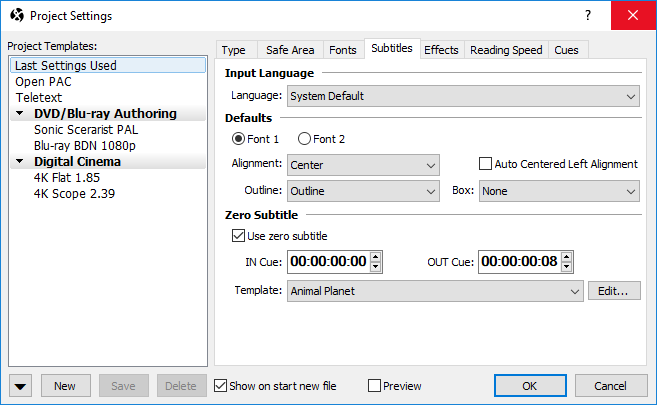 Project Settings
?
Project Templates:
Last Settings Used
Open PAC
Teletext
DVD/Blu-ray Authoring
Sonic Scerarist PAL
Blu-ray BDN 1080p
Digital Cinema
4K Flat 1.85
4K Scope 2.39
Type Safe Area Fonts Subtitles Effects Reading Speed Cues
Input Language
Language: System Default
Defaults
Font 1 Font 2
Alignment: Center Auto Centered Left Alignment
Outline: Outline Box: None
Zero Subtitle
Use zero subtitle
IN Cue: 00:00:00:00 OUT Cue: 00:00:00:08
Template: Animal Planet Edit...
New Save Delete Show on start new file Preview OK Cancel